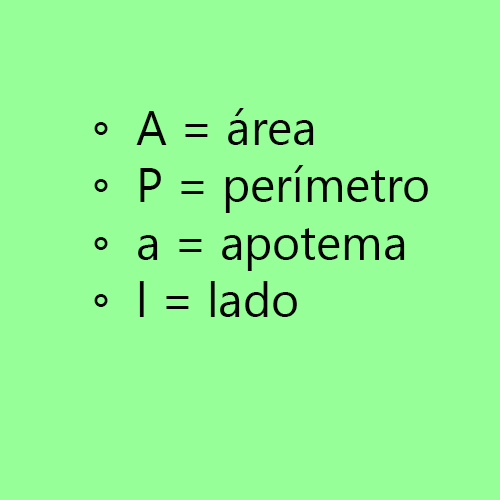 ◦ A = área
◦ P = perímetro
◦ a = apotema
◦ l = lado